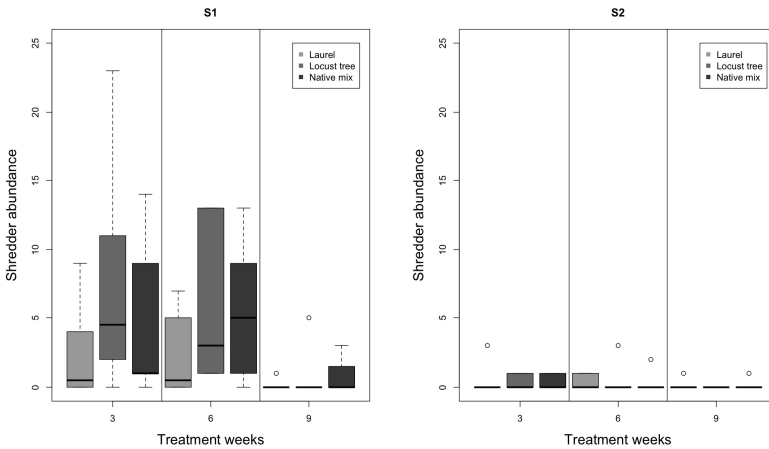 S1
Shredder abundance
25
20
15
10
5
0
Laurel
Locust tree
Native mix
3
6
9
Treatment weeks
S2
Shredder abundance
25
20
15
10
5
0
Laurel
Locust tree
Native mix
3
6
9
Treatment weeks